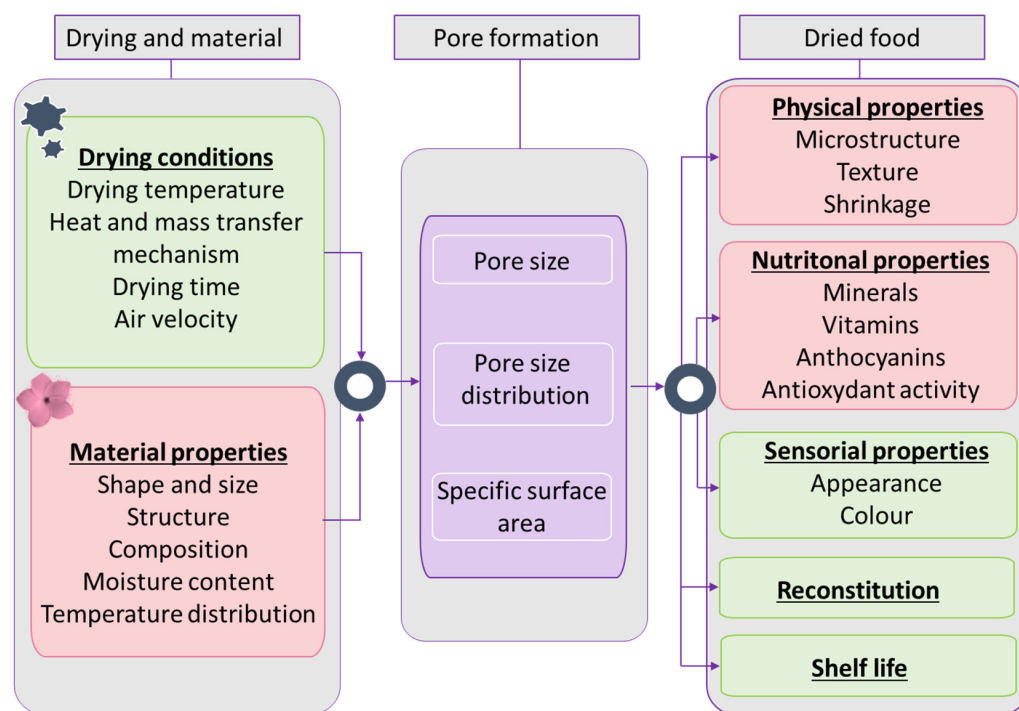 Drying and material
Drying conditions
Drying temperature
Heat and mass transfer
mechanism
Drying time
Air velocity
Material properties
Shape and size
Structure
Composition
Moisture content
Temperature distribution
Pore formation
Pore size
Pore size
distribution
Specific surface
area
Dried food
Physical properties
Microstructure
Texture
Shrinkage
Nutritonal properties
Minerals
Vitamins
Anthocyanins
Antioxydant activity
Sensorial properties
Appearance
Colour
Reconstitution
Shelf life